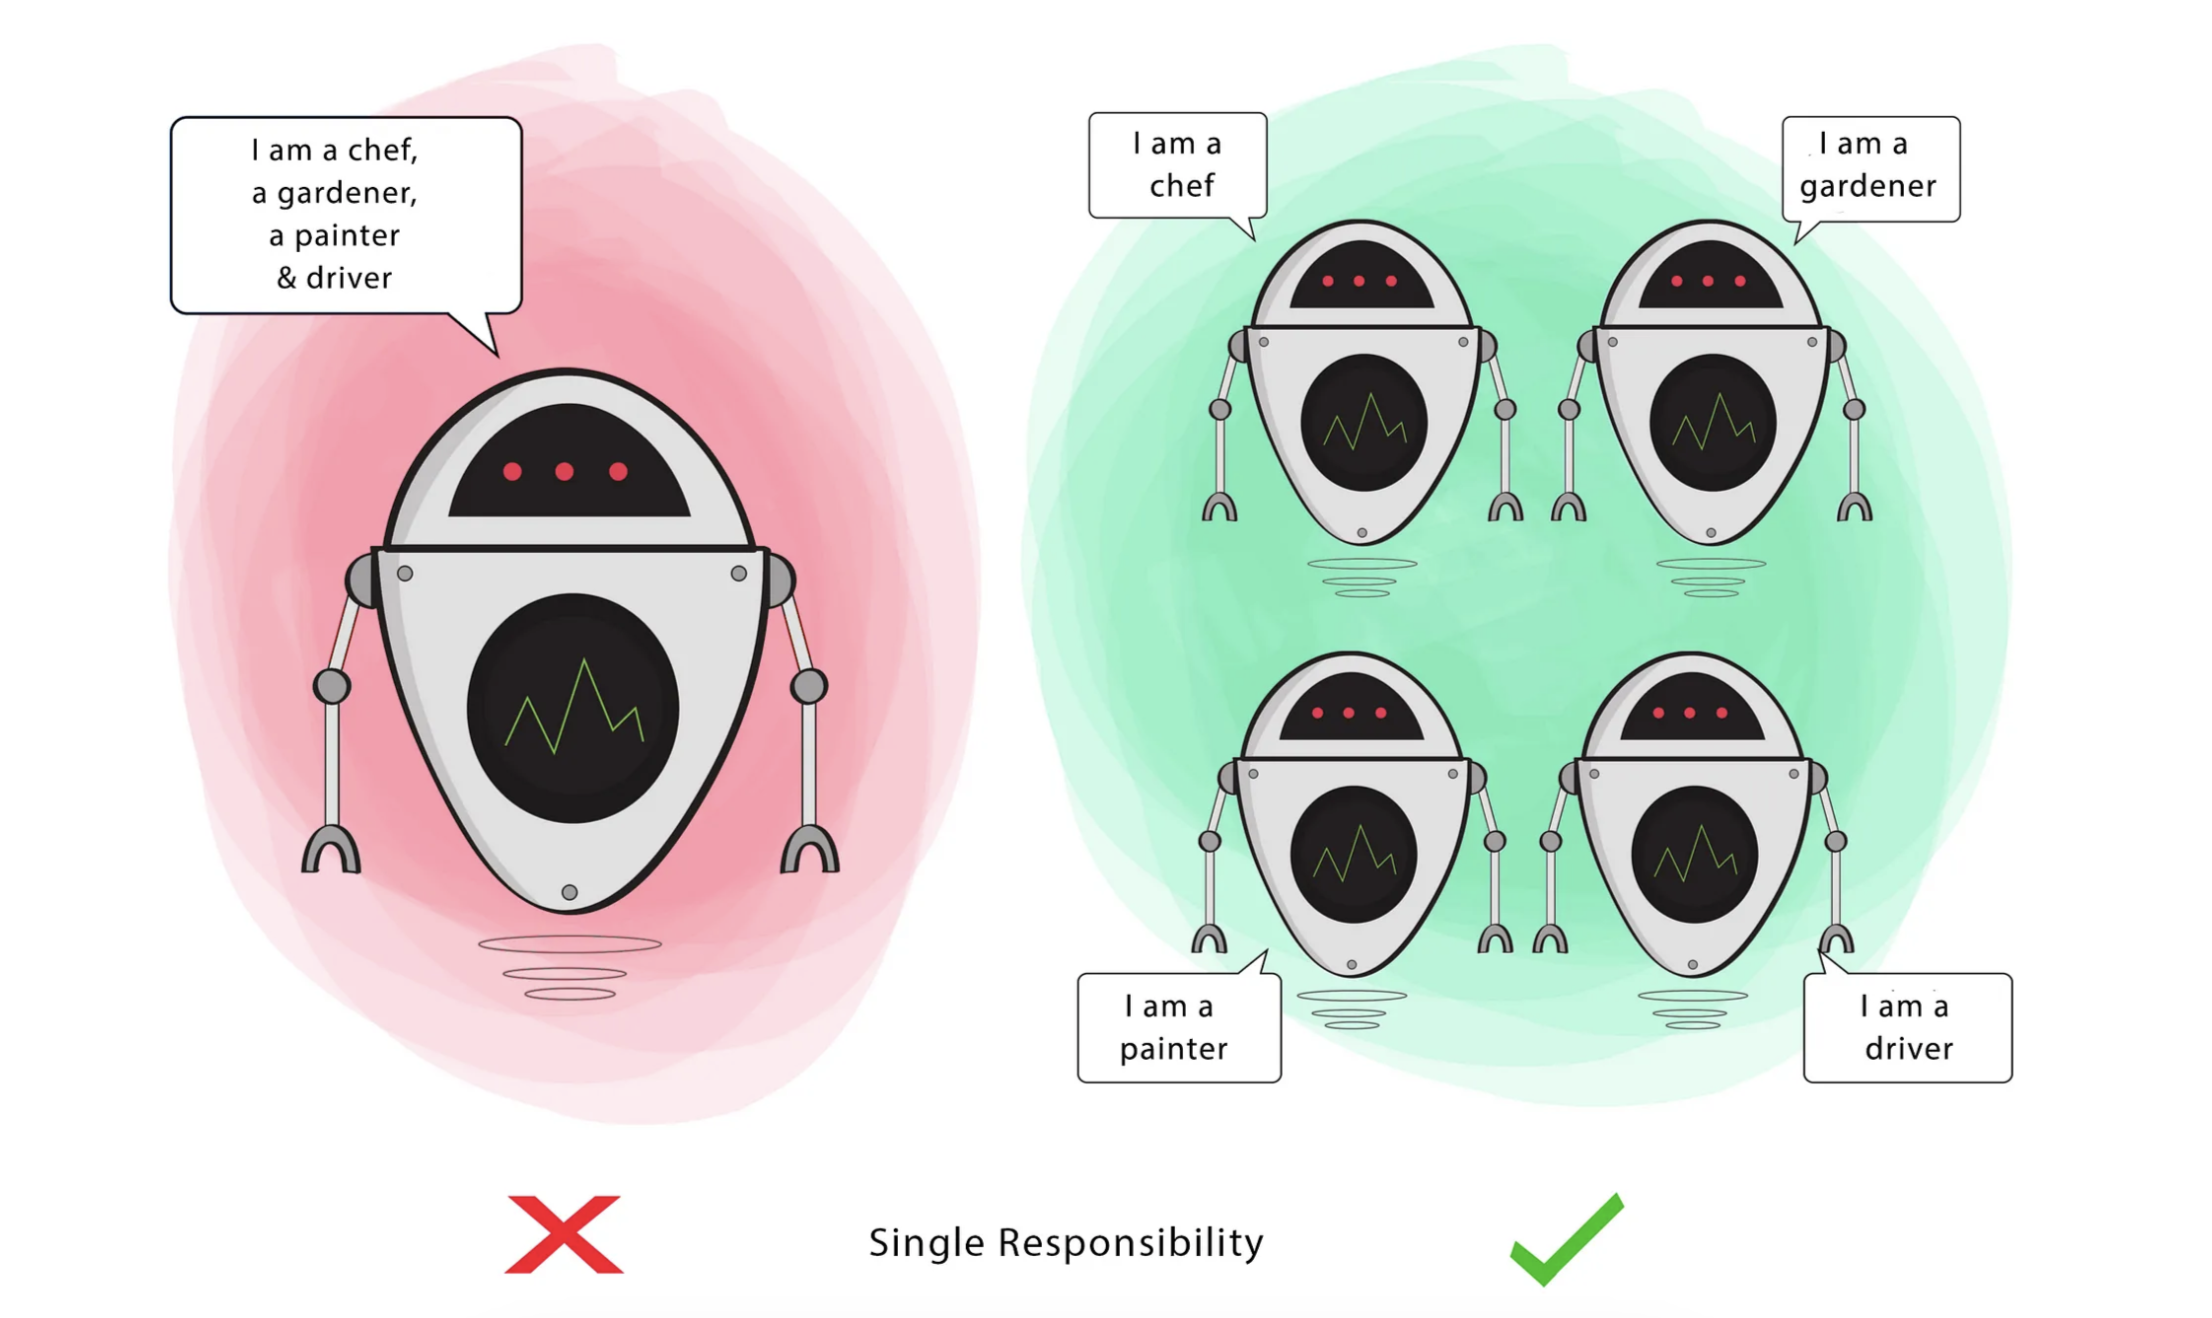 I am a chef,
a gardener,
a painter
& driver
I am a
chef
I am a
gardener
I am a
painter
I am a
driver
Single Responsibility